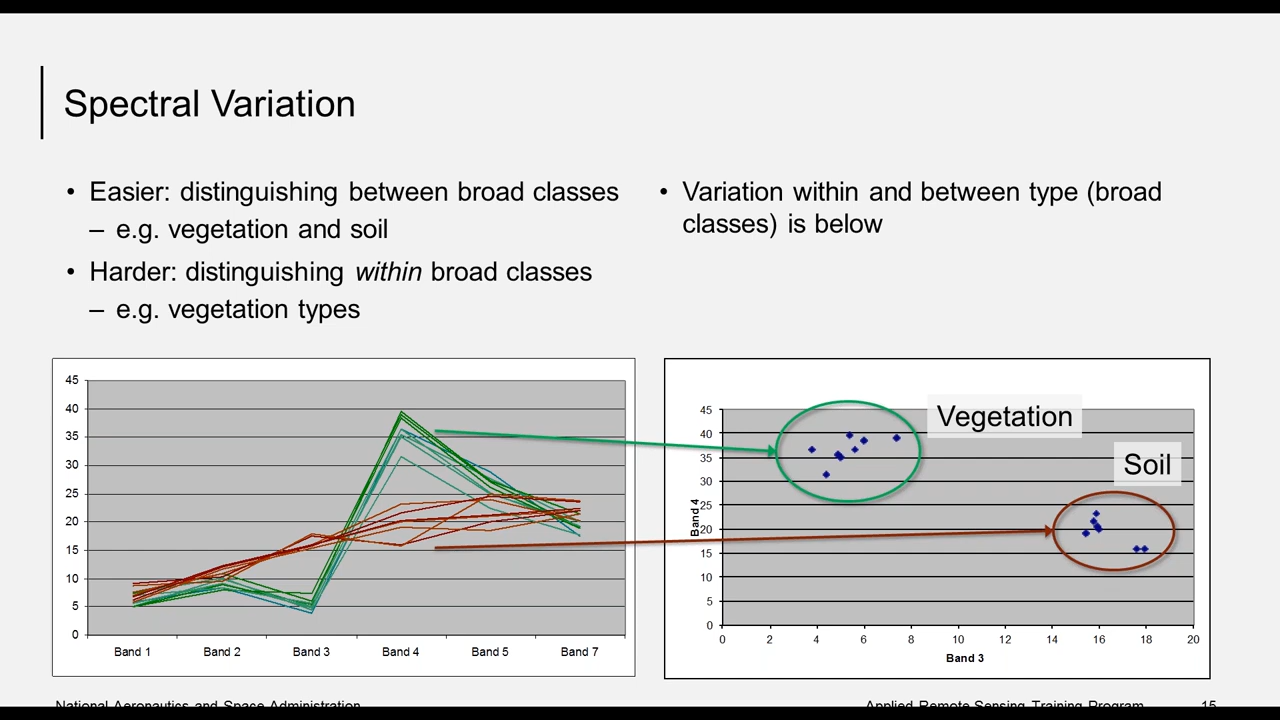 Spectral Variation
• Easier: distinguishing between broad classes
– e.g. vegetation and soil
• Harder: distinguishing within broad classes
– e.g. vegetation types
• Variation within and between type (broad
classes) is below
45
40
35
30
25
20
15
10
5
0
Band 1 Band 2 Band 3 Band 4 Band 5 Band 7
Vegetation
Soil
Band 4
45
40
35
30
25
20
15
10
5
0
0 2 4 6 8 10 12 14 16 18 20
Band 3
National Aeronautics and Space Administration
Applied Remote Sensing Training Program 15